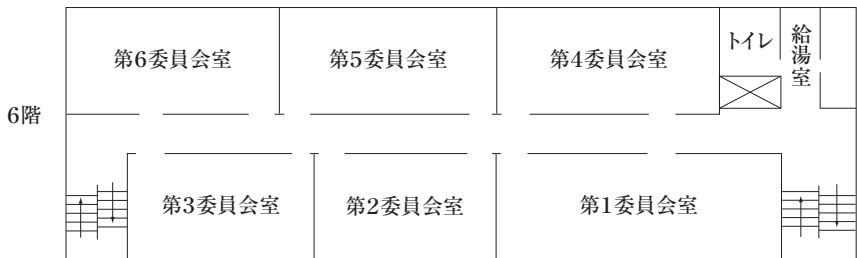 第6委員会室
第5委員会室
第4委員会室
トイレ
給湯室
6階
第3委員会室
第2委員会室
第1委員会室